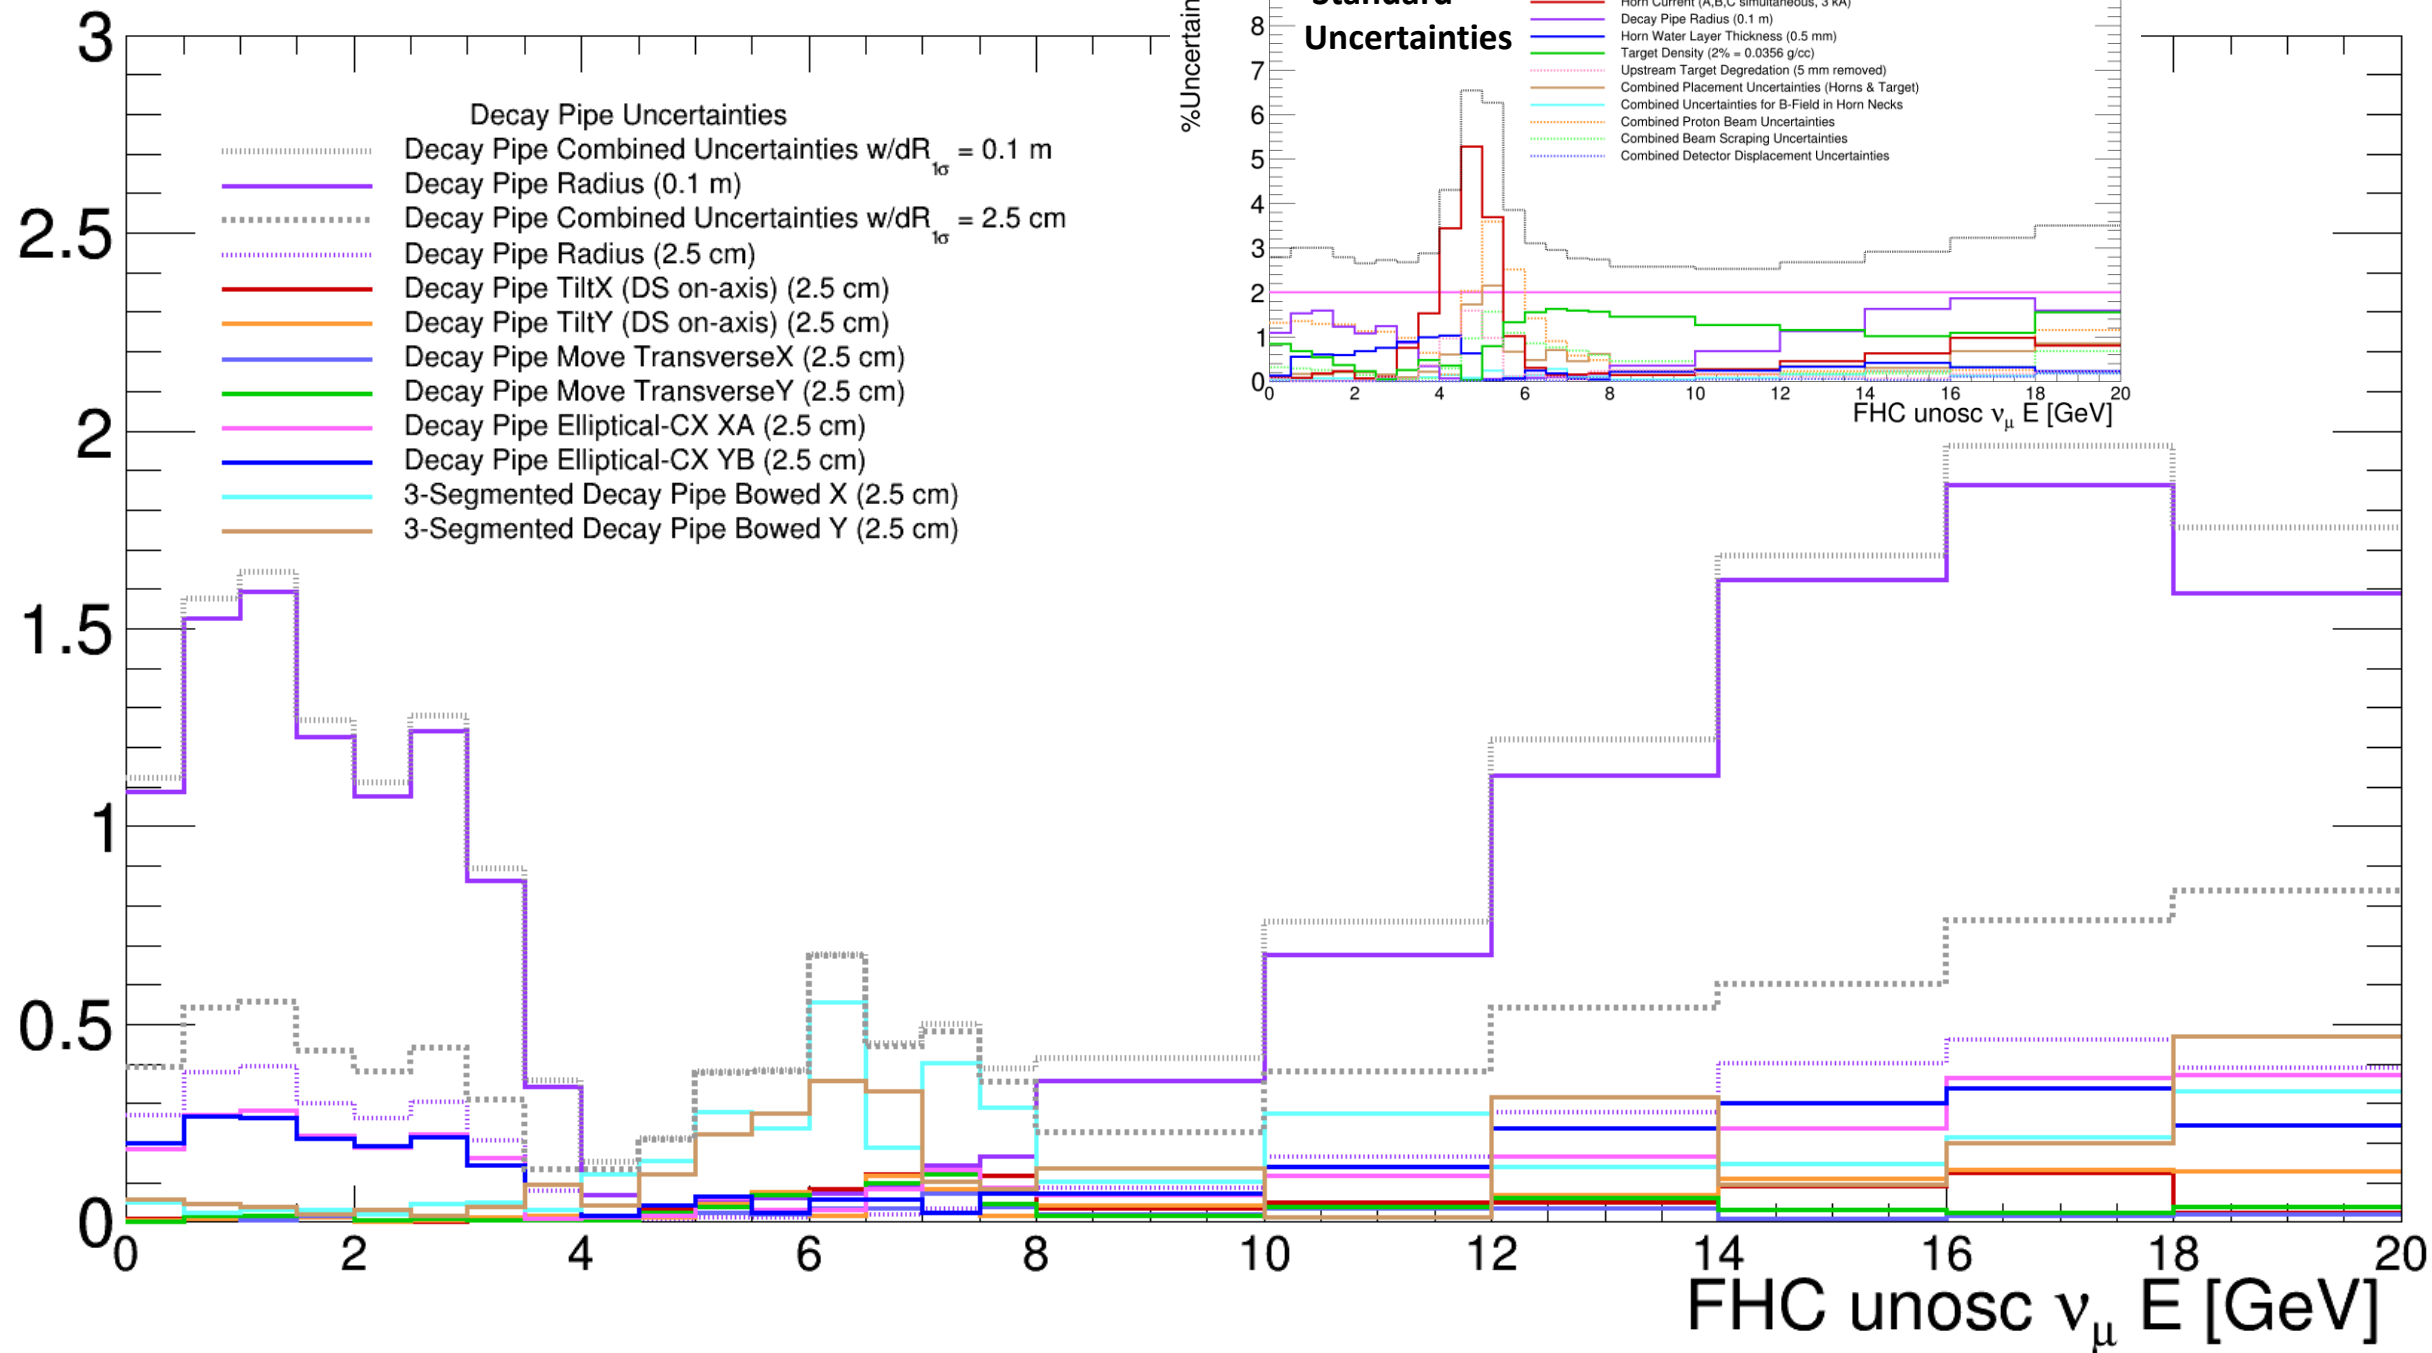 3
2.5
2
1.5
1
0.5
0
Decay Pipe Uncertainties
Decay Pipe Combined Uncertainties w/dR1σ = 0.1 m
Decay Pipe Radius (0.1 m)
Decay Pipe Combined Uncertainties w/dR1σ = 2.5 cm
Decay Pipe Radius (2.5 cm)
Decay Pipe TiltX (DS on-axis) (2.5 cm)
Decay Pipe TiltY (DS on-axis) (2.5 cm)
Decay Pipe Move TransverseX (2.5 cm)
Decay Pipe Move TransverseY (2.5 cm)
Decay Pipe Elliptical-CX XA (2.5 cm)
Decay Pipe Elliptical-CX YB (2.5 cm)
3-Segmented Decay Pipe Bowed X (2.5 cm)
3-Segmented Decay Pipe Bowed Y (2.5 cm)
0 2 4 6 8 10 12 14 16 18 20
FHC unosc νμ E [GeV]
%Uncertain
Standard
Uncertainties
8
7
6
5
4
3
2
1
0
Horn Current (A,B,C simultaneous, 3 kA)
Decay Pipe Radius (0.1 m)
Horn Water Layer Thickness (0.5 mm)
Target Density (2% = 0.0356 g/cc)
Upstream Target Degredation (5 mm removed)
Combined Placement Uncertainties (Horns & Target)
Combined Uncertainties for B-Field in Horn Necks
Combined Proton Beam Uncertainties
Combined Beam Scraping Uncertainties
Combined Detector Displacement Uncertainties
0 2 4 6 8 10 12 14 16 18 20
FHC unosc νμ E [GeV]